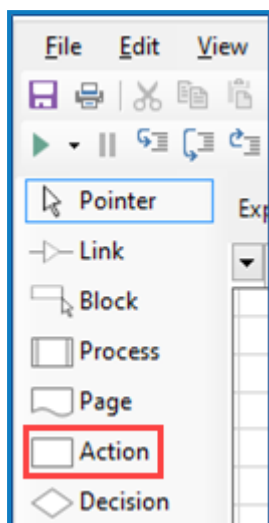 File Edit View
Pointer
Exp
Link
Block
Process
Page
Action
Decision